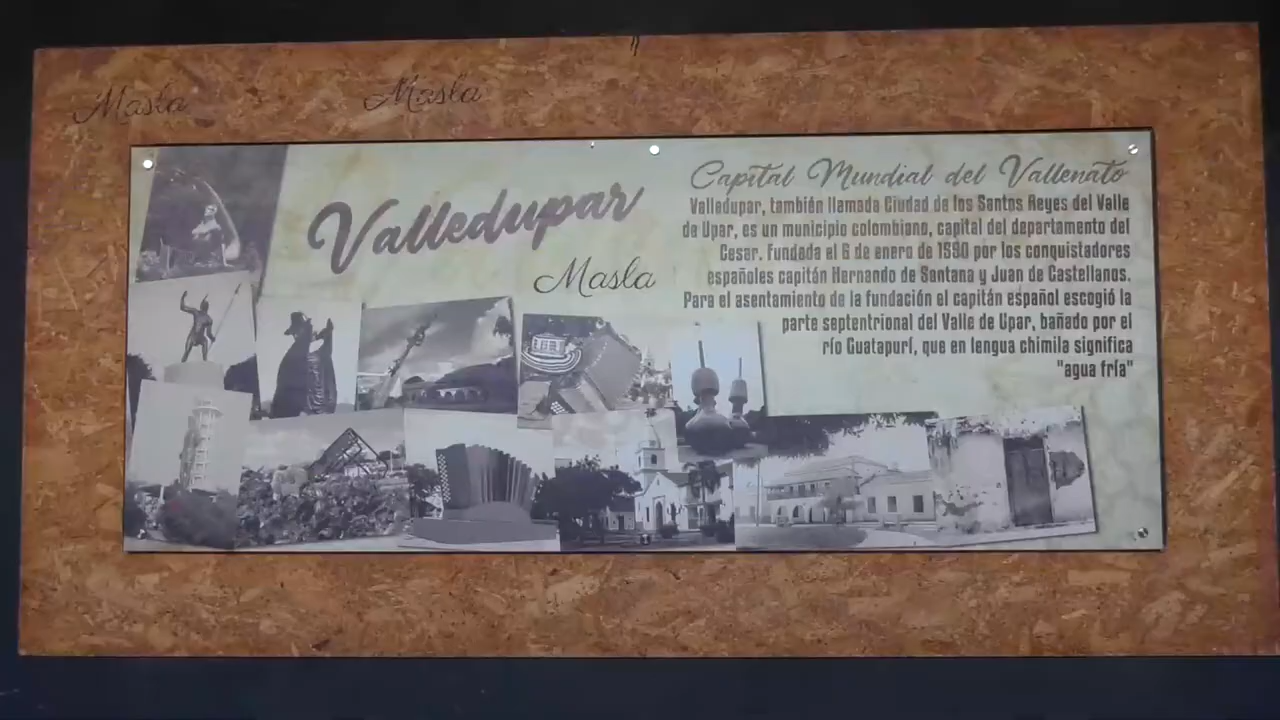 Masla
Masla
Valledupar
Masla
Capital Mundial del Vallenato
Valledupar, también llamada Ciudad de los Santos Reyes del Valle
de Upar, es un municipio colombiano, capital del departamento del
Cesar. Fundada el 6 de enero de 1590 por los conquistadores
españoles capitán Hernando de Santana y Juan de Castellanos.
Para el asentamiento de la fundación el capitán español escogió la
parte septentrional del Valle de Upar, bañado por el
río Guatapurí, que en lengua chimila significa
"agua fría"